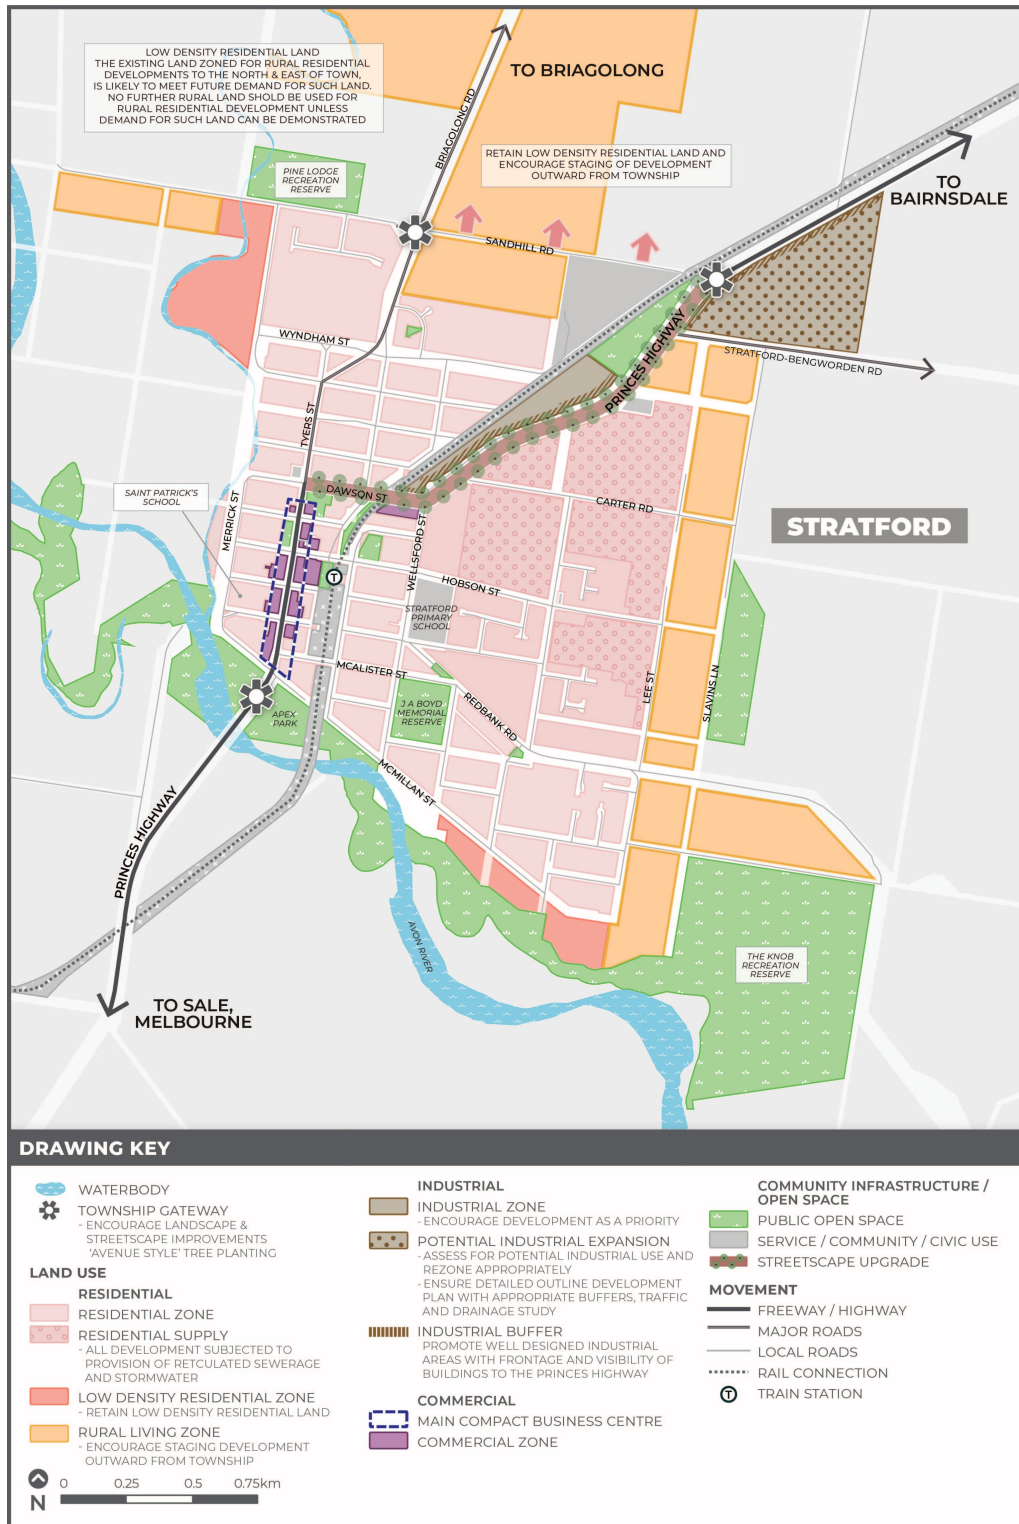 LOW DENSITY RESIDENTIAL LAND
THE EXISTING LAND ZONED FOR RURAL RESIDENTIAL
DEVELOPMENTS TO THE NORTH & EAST OF TOWN,
IS LIKELY TO MEET FUTURE DEMAND FOR SUCH LAND.
NO FURTHER RURAL LAND SHOLD BE USED FOR
RURAL RESIDENTIAL DEVELOPMENT UNLESS
DEMAND FOR SUCH LAND CAN BE DEMONSTRATED
TO BRIAGOLONG
BRIAGOLONG RD
RETAIN LOW DENSITY RESIDENTIAL LAND AND
ENCOURAGE STAGING OF DEVELOPMENT
OUTWARD FROM TOWNSHIP
PINE LODGE
RECREATION
RESERVE
TO
BAIRNSDALE
SANDHILL RD
WYNDHAM ST
PRINCES HIGHWAY
STRATFORD-BENGWORDEN RD
TYERS ST
SAINT PATRICK'S
SCHOOL
DAWSON ST
CARTER RD
STRATFORD
MERRICK ST
WELLSFORD ST
T
HOBSON ST
STRATFORD
PRIMARY
SCHOOL
MCALISTER ST
LEE ST
SLAVINS LN
REDBANK RD
APEX
PARK
J A BOYD
MEMORIAL
RESERVE
MCMILLAN ST
PRINCES HIGHWAY
AVON RIVER
THE KNOB
RECREATION
RESERVE
TO SALE,
MELBOURNE
DRAWING KEY
WATERBODY
TOWNSHIP GATEWAY
- ENCOURAGE LANDSCAPE &
STREETSCAPE IMPROVEMENTS
'AVENUE STYLE' TREE PLANTING
LAND USE
RESIDENTIAL
RESIDENTIAL ZONE
RESIDENTIAL SUPPLY
- ALL DEVELOPMENT SUBJECTED TO
PROVISION OF RETCULATED SEWERAGE
AND STORMWATER
LOW DENSITY RESIDENTIAL ZONE
- RETAIN LOW DENSITY RESIDENTIAL LAND
RURAL LIVING ZONE
- ENCOURAGE STAGING DEVELOPMENT
OUTWARD FROM TOWNSHIP
N
0 0.25 0.5 0.75km
INDUSTRIAL
INDUSTRIAL ZONE
- ENCOURAGE DEVELOPMENT AS A PRIORITY
POTENTIAL INDUSTRIAL EXPANSION
- ASSESS FOR POTENTIAL INDUSTRIAL USE AND
REZONE APPROPRIATELY
- ENSURE DETAILED OUTLINE DEVELOPMENT
PLAN WITH APPROPRIATE BUFFERS, TRAFFIC
AND DRAINAGE STUDY
INDUSTRIAL BUFFER
PROMOTE WELL DESIGNED INDUSTRIAL
AREAS WITH FRONTAGE AND VISIBILITY OF
BUILDINGS TO THE PRINCES HIGHWAY
COMMERCIAL
MAIN COMPACT BUSINESS CENTRE
COMMERCIAL ZONE
COMMUNITY INFRASTRUCTURE /
OPEN SPACE
PUBLIC OPEN SPACE
SERVICE / COMMUNITY / CIVIC USE
STREETSCAPE UPGRADE
MOVEMENT
FREEWAY / HIGHWAY
MAJOR ROADS
LOCAL ROADS
RAIL CONNECTION
T TRAIN STATION